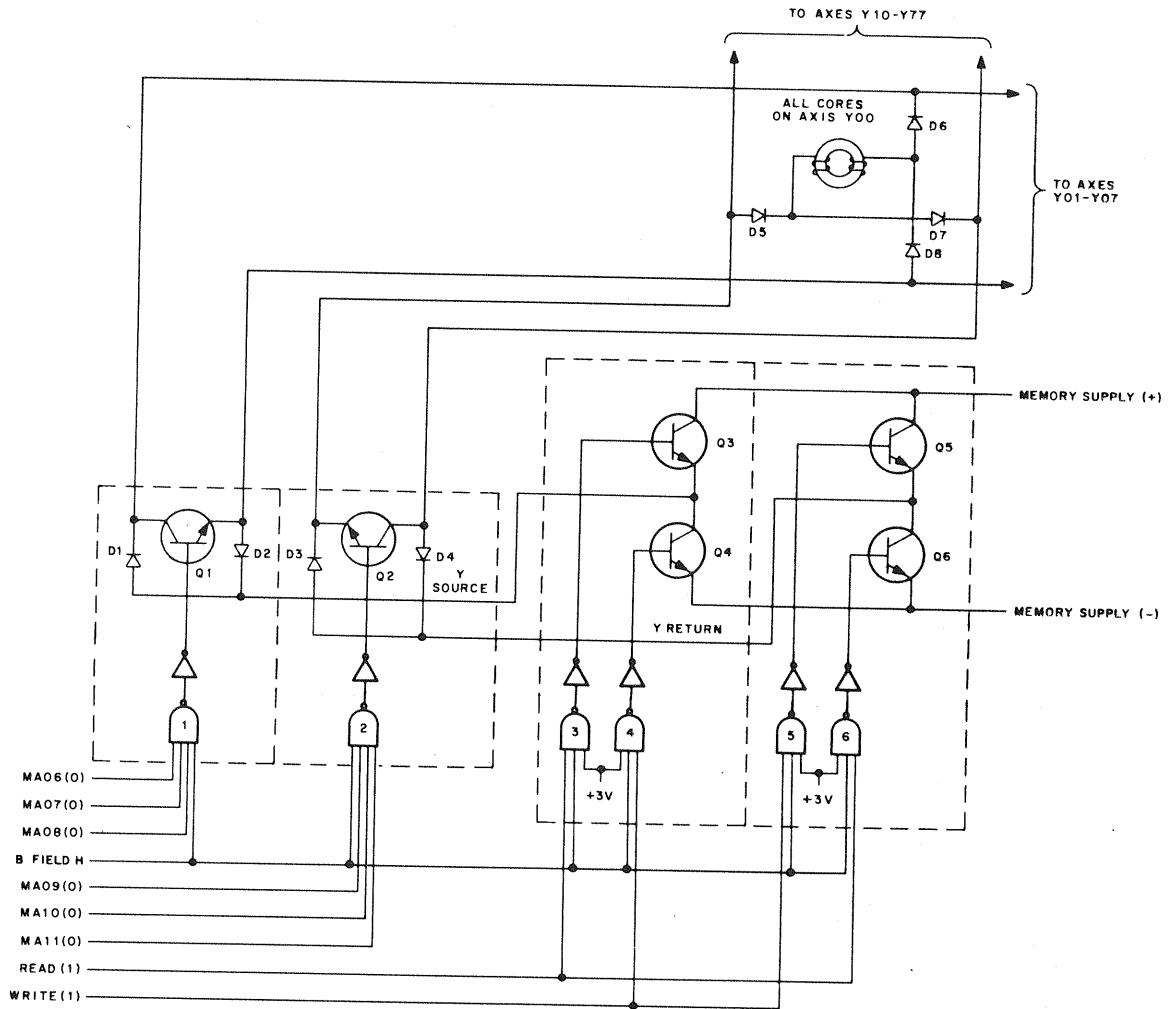 TO AXES Y10-Y77
ALL CORES
ON AXIS Y00
D6
TO AXES
Y01-Y07
D5
D7
D8
MEMORY SUPPLY (+)
Q3
Q5
D1
D2
D3
D4
Q1
Q2
Y
SOURCE
Q4
Q6
MEMORY SUPPLY (-)
Y RETURN
1
2
3
4
5
6
+3V
+3V
MA06(0)
MA07(0)
MA08(0)
B FIELD H
MA09(0)
MA10(0)
MA11(0)
READ (1)
WRITE (1)